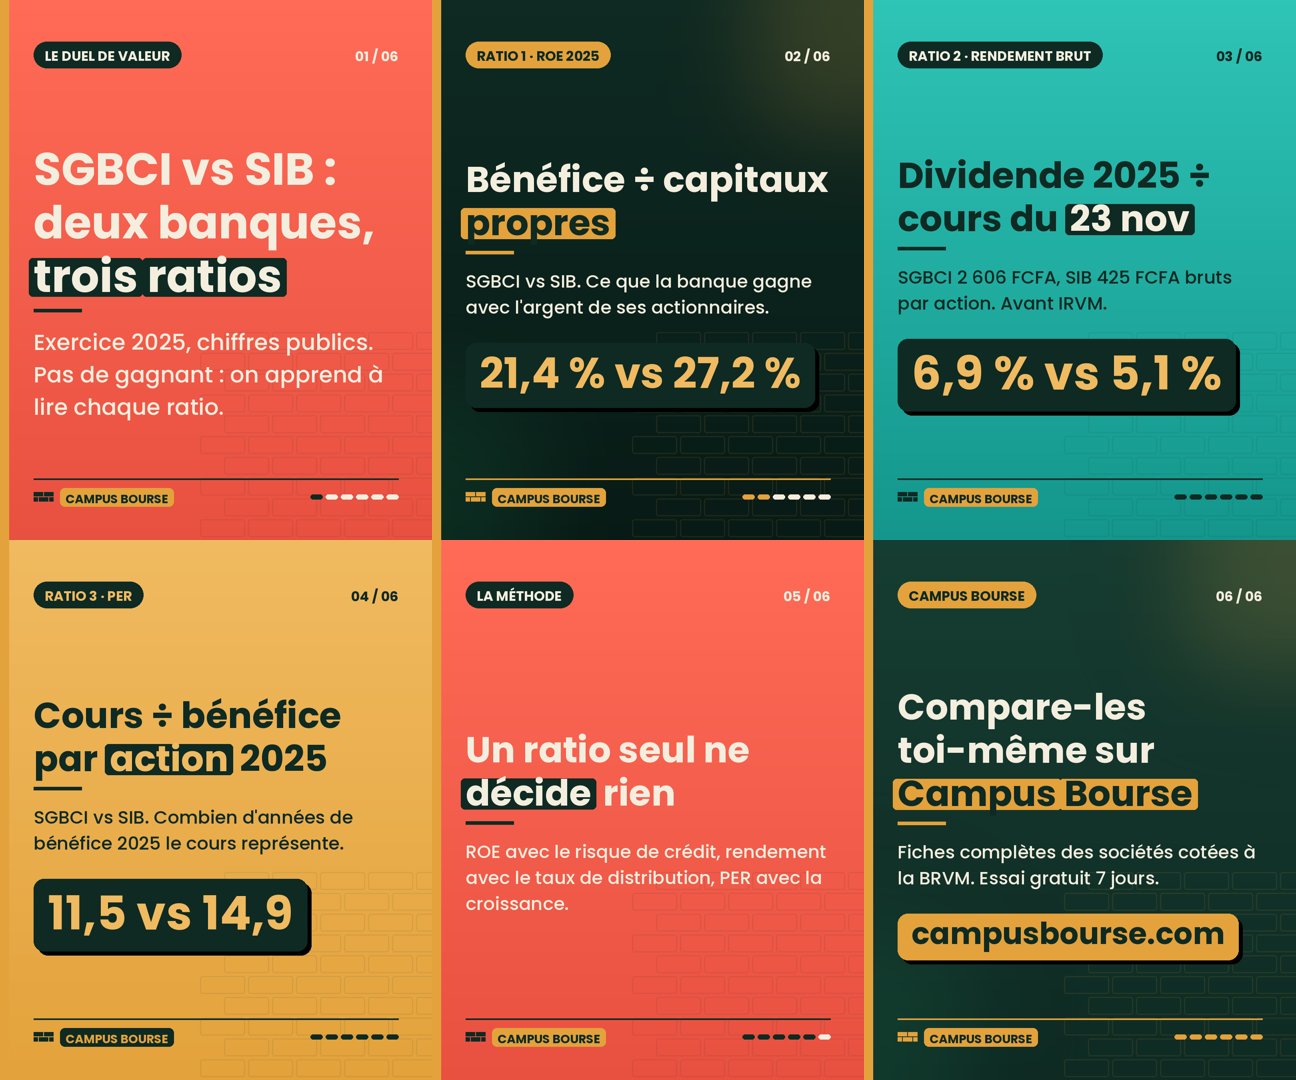 LE DUEL DE VALEUR
01 / 06
SGBCI vs SIB :
deux banques,
trois ratios
Exercice 2025, chiffres publics.
Pas de gagnant : on apprend à
lire chaque ratio.
CAMPUS BOURSE
RATIO 1 · ROE 2025
02 / 06
Bénéfice ÷ capitaux
propres
SGBCI vs SIB. Ce que la banque gagne
avec l'argent de ses actionnaires.
21,4 % vs 27,2 %
CAMPUS BOURSE
RATIO 2 · RENDEMENT BRUT
03 / 06
Dividende 2025 ÷
cours du 23 nov
SGBCI 2 606 FCFA, SIB 425 FCFA bruts
par action. Avant IRVM.
6,9 % vs 5,1 %
CAMPUS BOURSE
RATIO 3 · PER
04 / 06
Cours ÷ bénéfice
par action 2025
SGBCI vs SIB. Combien d'années de
bénéfice 2025 le cours représente.
11,5 vs 14,9
CAMPUS BOURSE
LA MÉTHODE
05 / 06
Un ratio seul ne
décide rien
ROE avec le risque de crédit, rendement
avec le taux de distribution, PER avec la
croissance.
CAMPUS BOURSE
CAMPUS BOURSE
06 / 06
Compare-les
toi-même sur
Campus Bourse
Fiches complètes des sociétés cotées à
la BRVM. Essai gratuit 7 jours.
campusbourse.com
CAMPUS BOURSE